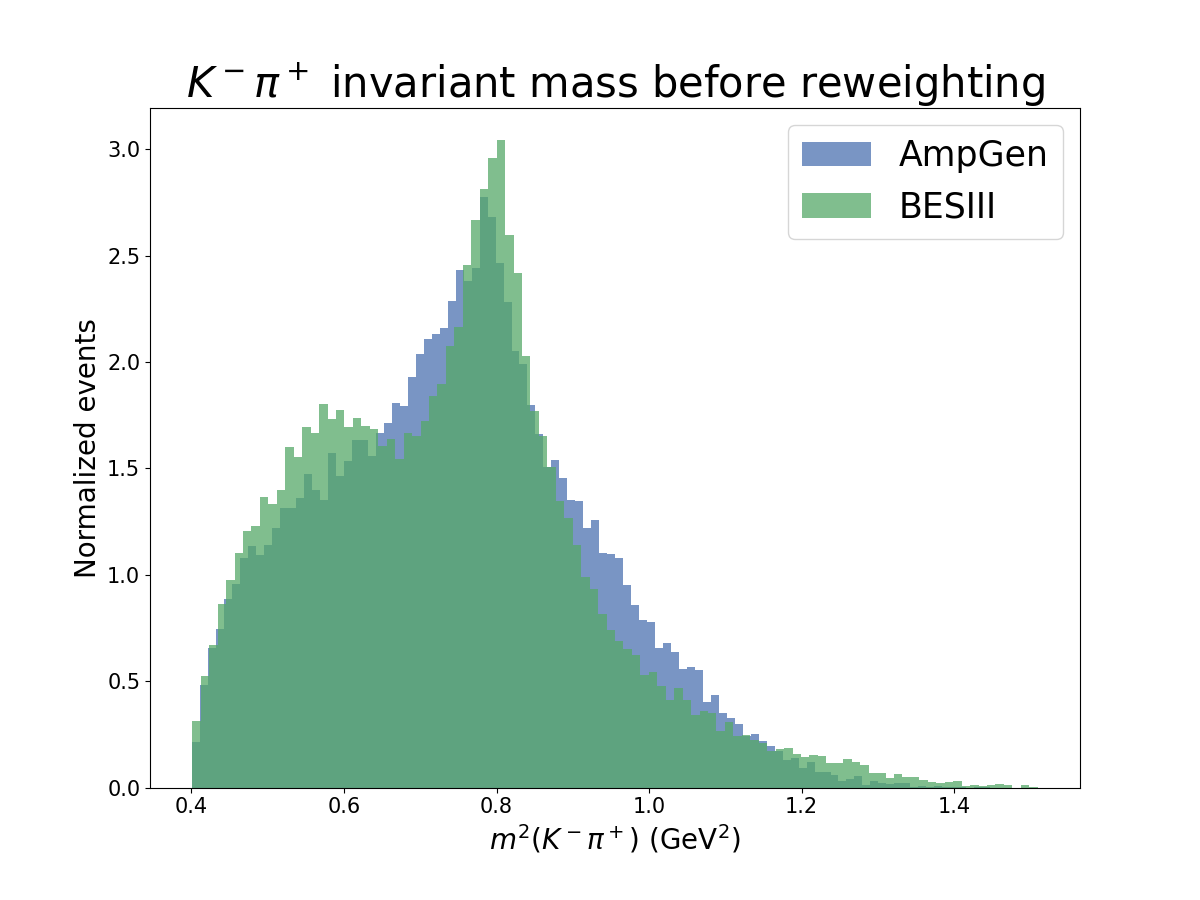 K⁻π⁺ invariant mass before reweighting
AmpGen
BESIII
Normalized events
3.0
2.5
2.0
1.5
1.0
0.5
0.0
0.4 0.6 0.8 1.0 1.2 1.4
m²(K⁻π⁺) (GeV²)